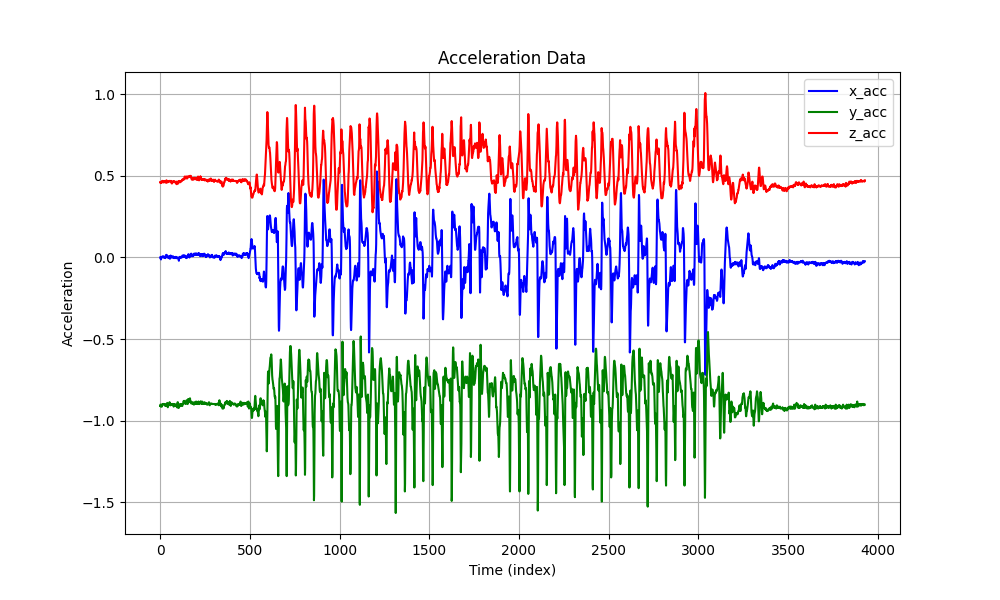 Acceleration Data
x_acc
y_acc
z_acc
1.0
0.5
0.0
−0.5
−1.0
−1.5
Acceleration
0 500 1000 1500 2000 2500 3000 3500 4000
Time (index)